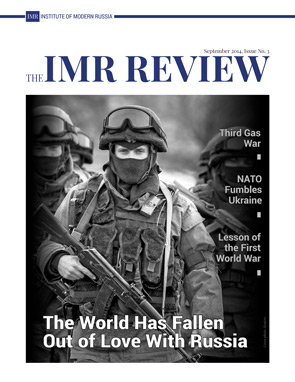 IMR INSTITUTE OF MODERN RUSSIA
September 2014, Issue No. 3
THE IMR REVIEW
Third Gas
War
NATO
Fumbles
Ukraine
Lesson of
the First
World War
The World Has Fallen
Out of Love With Russia